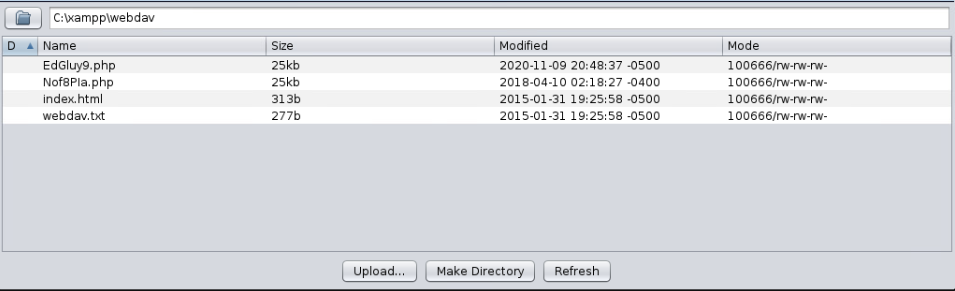 C:\xampp\webdav
D Name Size Modified Mode
EdGluy9.php 25kb 2020-11-09 20:48:37 -0500 100666/rw-rw-rw-
Nof8Pla.php 25kb 2018-04-10 02:18:27 -0400 100666/rw-rw-rw-
index.html 313b 2015-01-31 19:25:58 -0500 100666/rw-rw-rw-
webdav.txt 277b 2015-01-31 19:25:58 -0500 100666/rw-rw-rw-
Upload... Make Directory Refresh